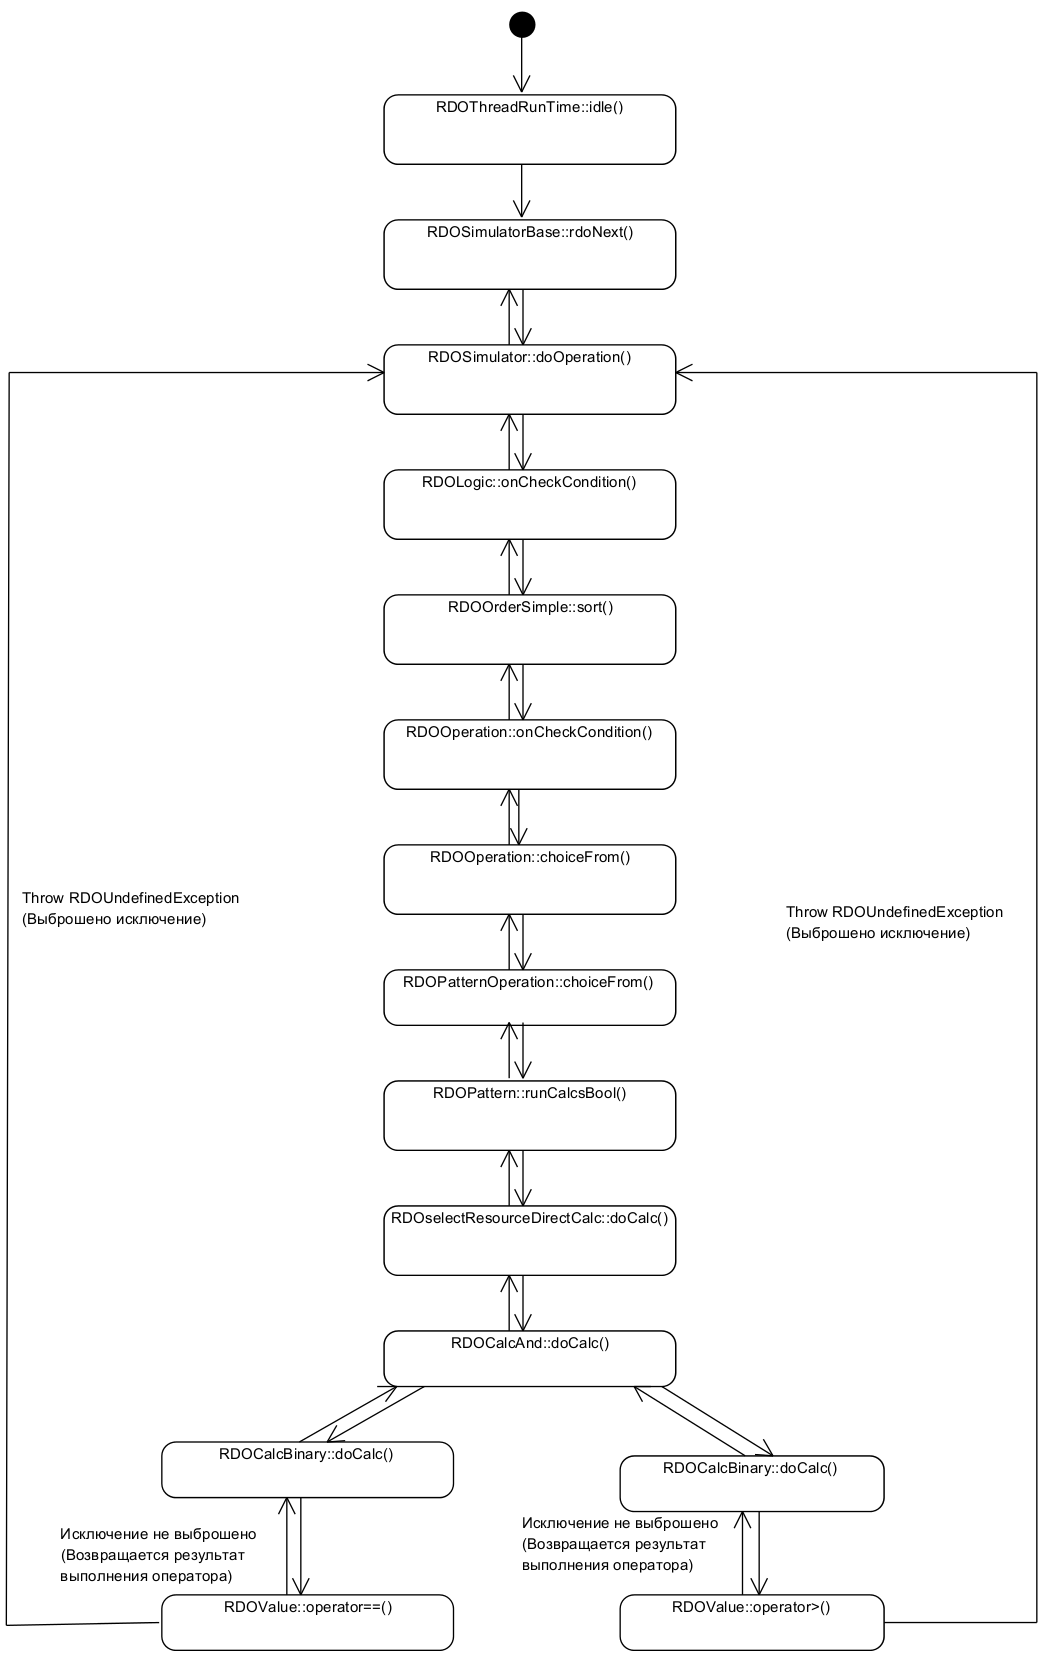 RDOThreadRunTime::idle()
RDOSimulatorBase::rdoNext()
RDOSimulator::doOperation()
RDOLogic::onCheckCondition()
RDOOrderSimple::sort()
RDOOperation::onCheckCondition()
RDOOperation::choiceFrom()
Throw RDOUndefinedException
(Выброшено исключение)
Throw RDOUndefinedException
(Выброшено исключение)
RDOPatternOperation::choiceFrom()
RDOPattern::runCalcsBool()
RDOselectResourceDirectCalc::doCalc()
RDOCalcAnd::doCalc()
RDOCalcBinary::doCalc()
RDOCalcBinary::doCalc()
Исключение не выброшено
(Возвращается результат
выполнения оператора)
Исключение не выброшено
(Возвращается результат
выполнения оператора)
RDOValue::operator==()
RDOValue::operator>()